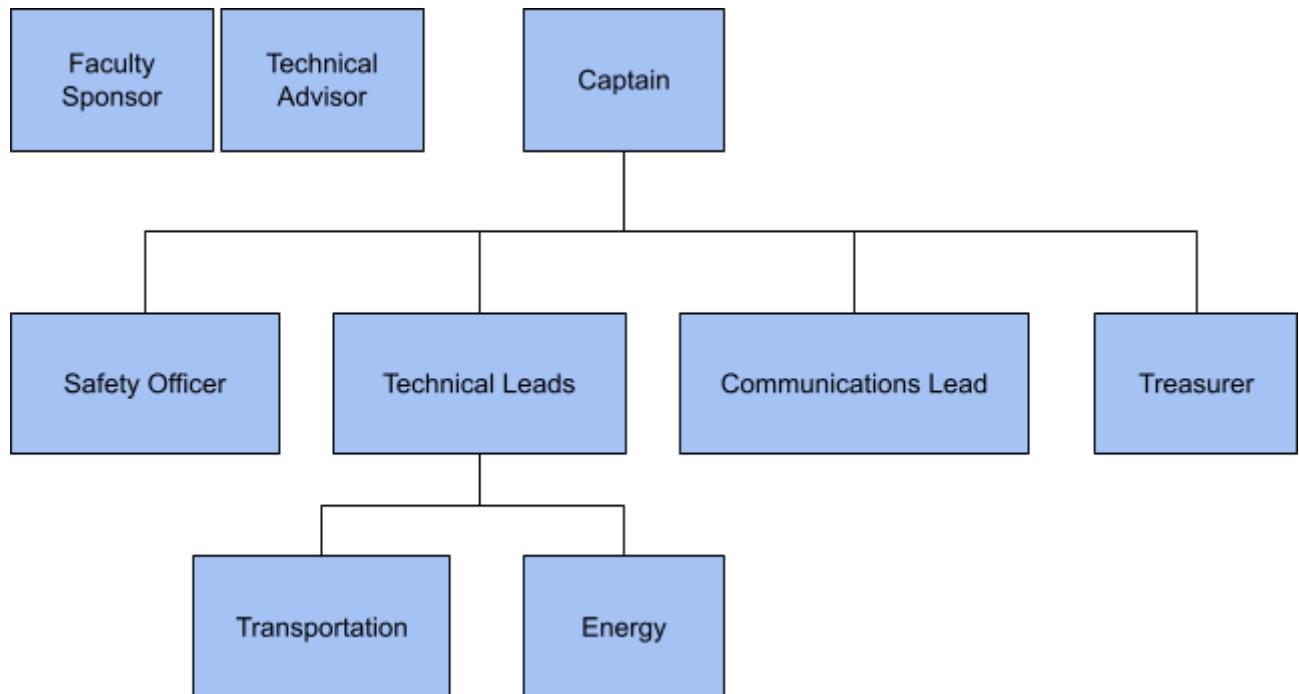 Faculty
Sponsor
Technical
Advisor
Captain
Safety Officer
Technical Leads
Communications Lead
Treasurer
Transportation
Energy